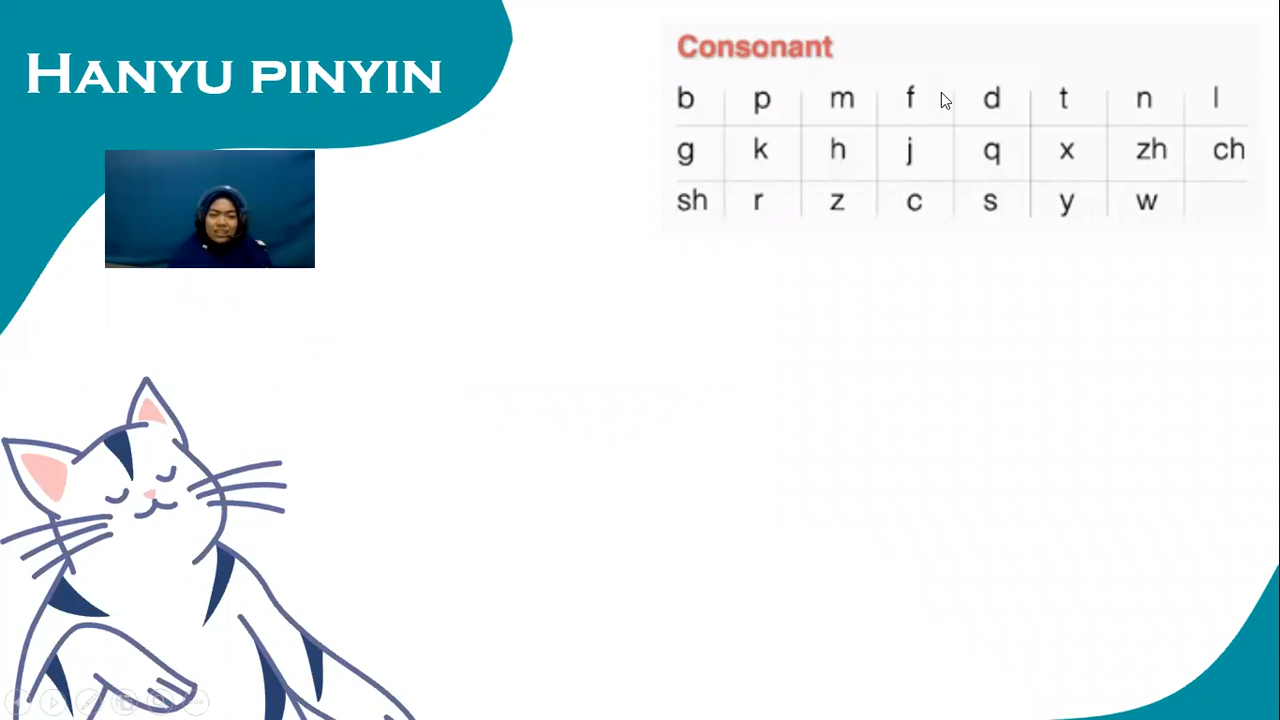 HANYU PINYIN
Consonant
b p m f d t n l
g k h j q x zh ch
sh r z c s y w